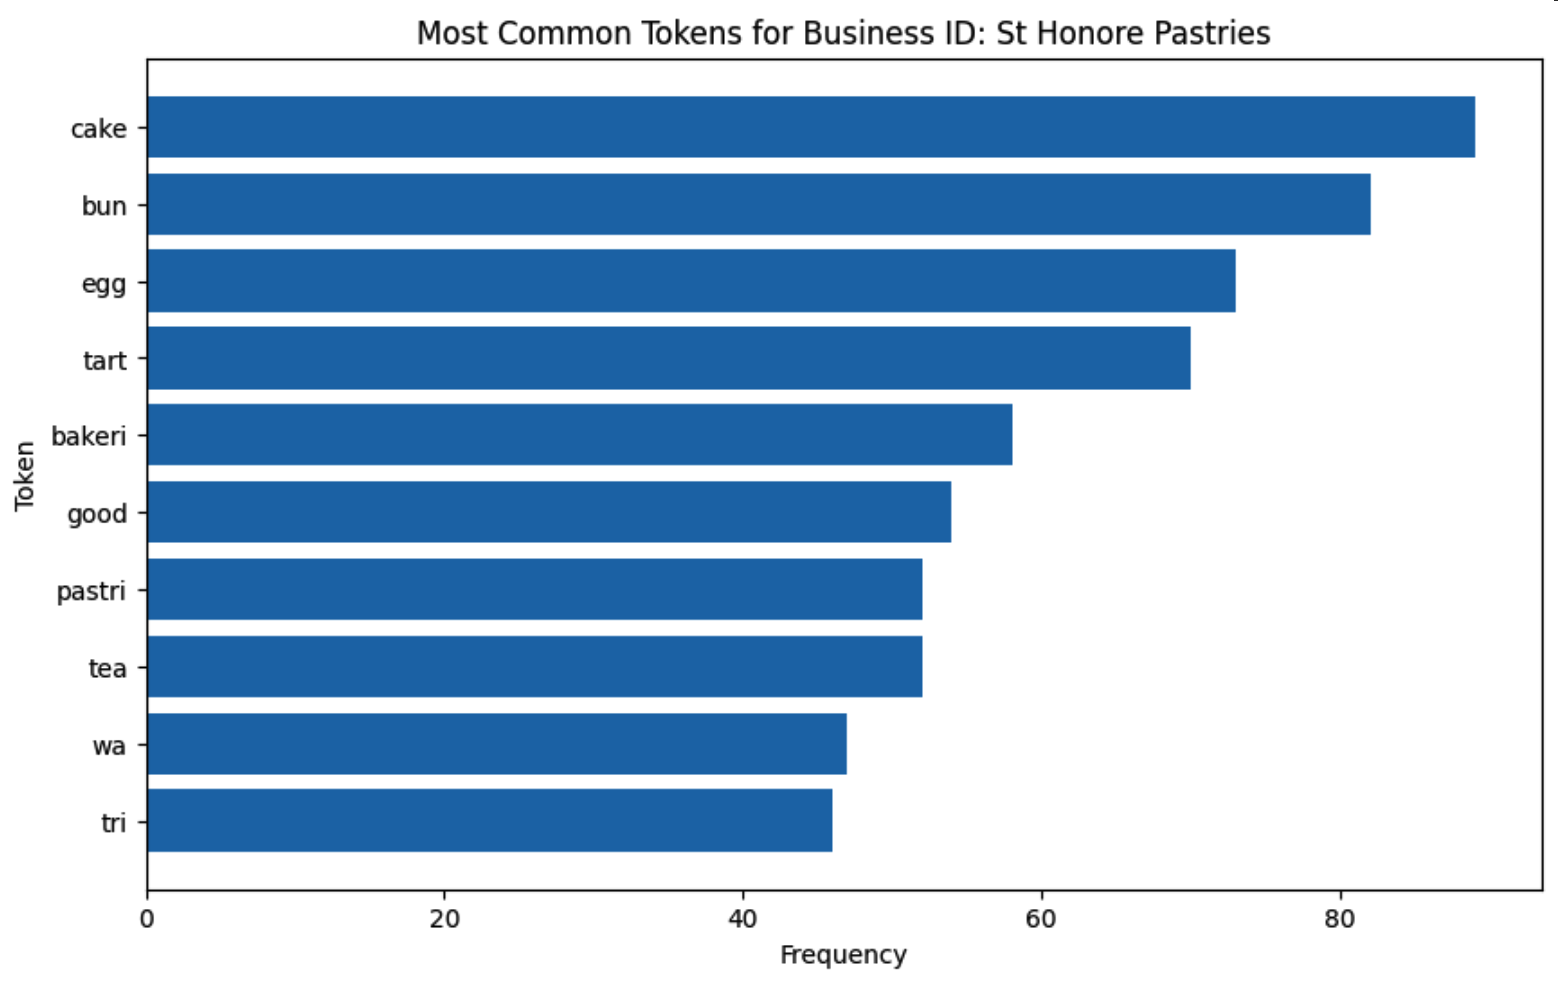 Most Common Tokens for Business ID: St Honore Pastries
cake
bun
egg
tart
bakeri
good
pastri
tea
wa
tri
Token
0 20 40 60 80
Frequency